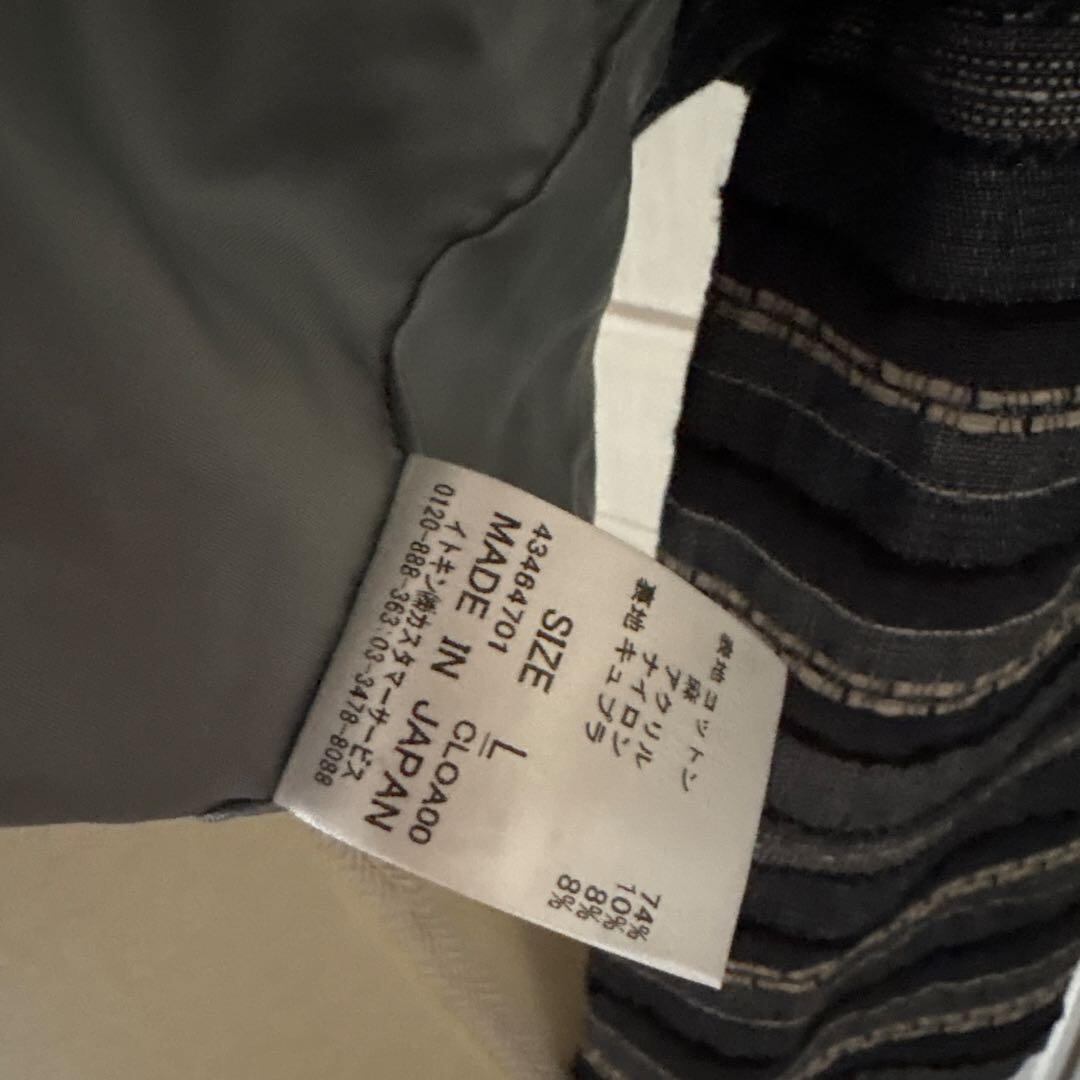 表地 コットン 74%
麻 10%
アクリル 8%
ナイロン 8%
裏地 キュプラ
SIZE L
43464701 CLOA00
MADE IN JAPAN
イトキン㈱カスタマーサービス
0120-888-363:03-3478-8088